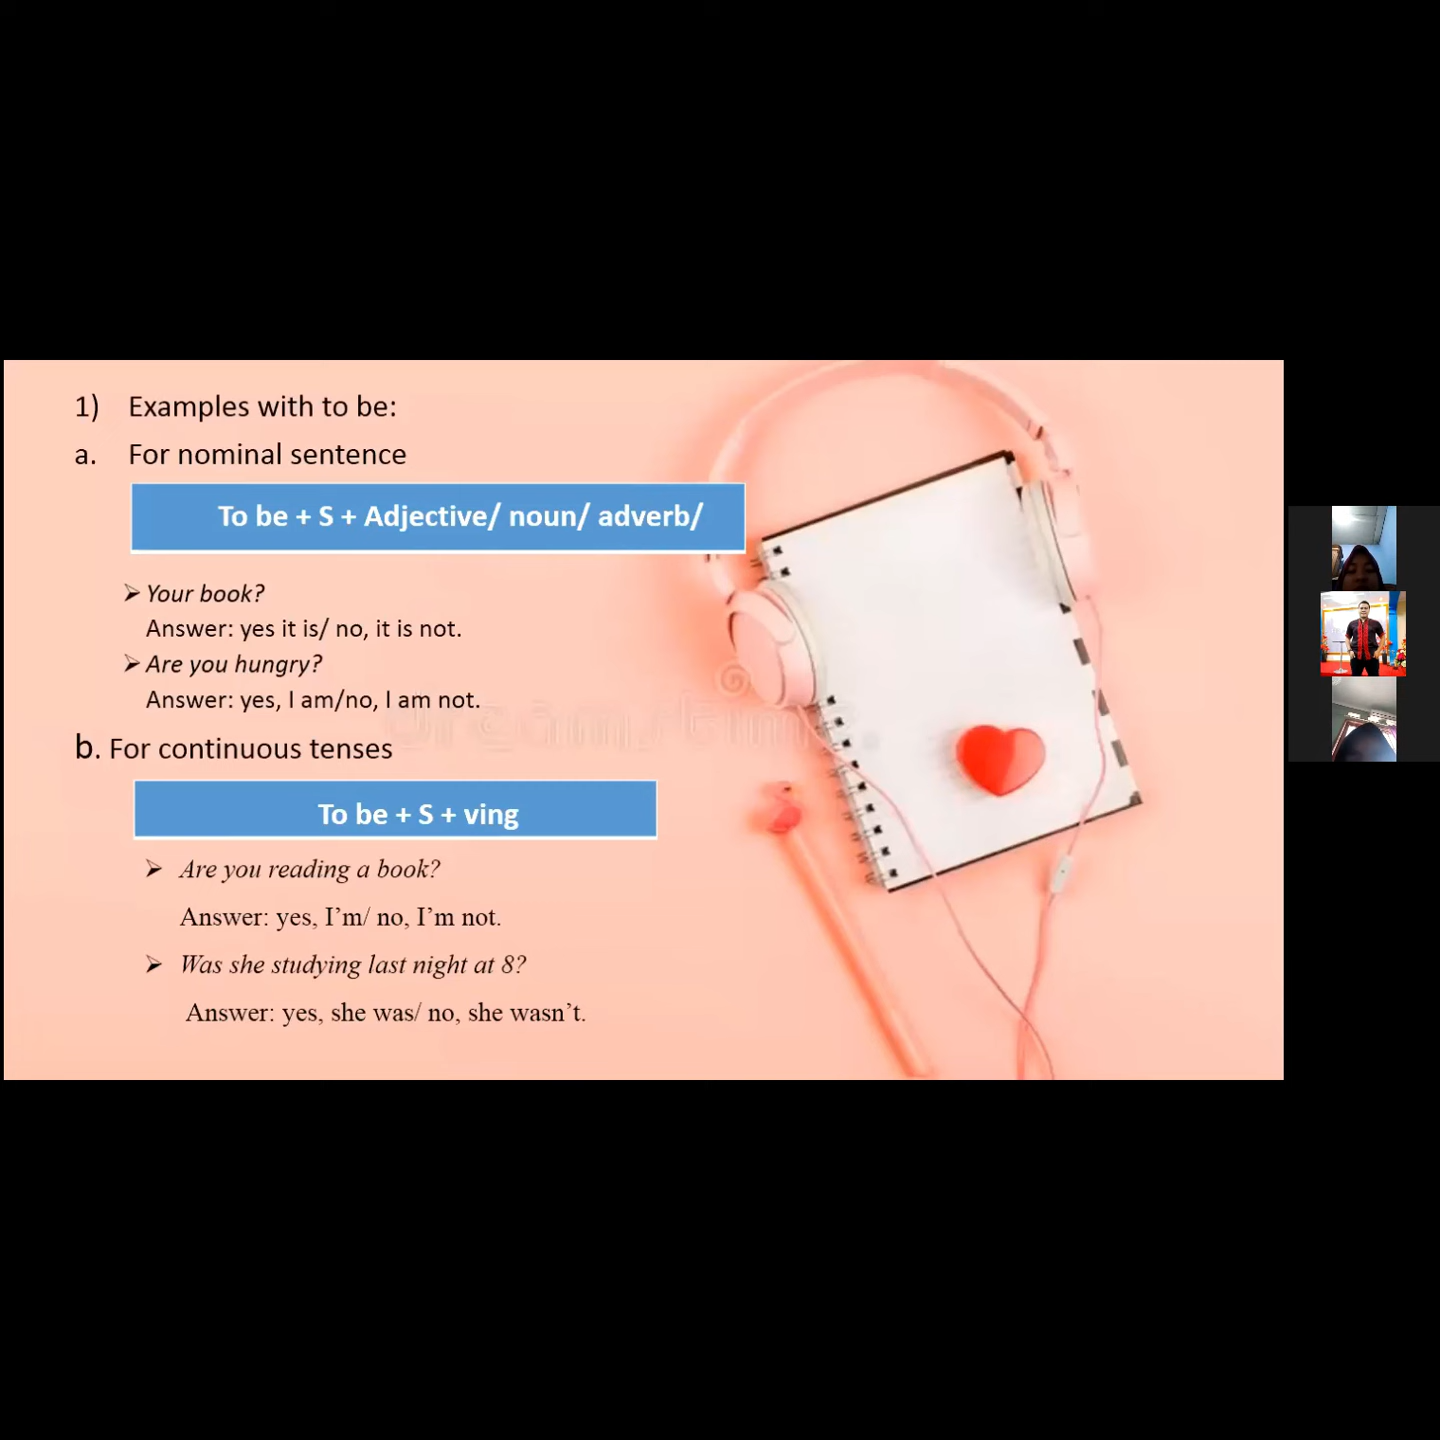 1) Examples with to be:
a. For nominal sentence
To be + S + Adjective/ noun/ adverb/
➢ Your book?
Answer: yes it is/ no, it is not.
➢ Are you hungry?
Answer: yes, I am/no, I am not.
b. For continuous tenses
To be + S + ving
➢ Are you reading a book?
Answer: yes, I'm/ no, I'm not.
➢ Was she studying last night at 8?
Answer: yes, she was/ no, she wasn't.